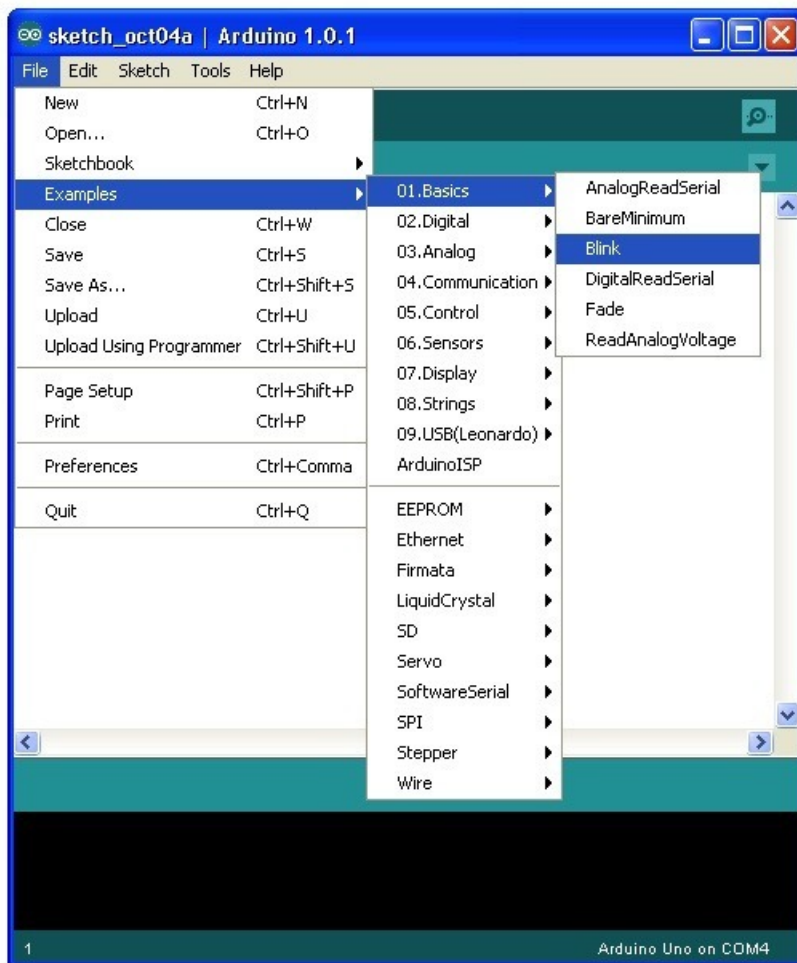 sketch_oct04a | Arduino 1.0.1
File Edit Sketch Tools Help
New Ctrl+N
Open... Ctrl+O
Sketchbook
Examples
Close Ctrl+W
Save Ctrl+S
Save As... Ctrl+Shift+S
Upload Ctrl+U
Upload Using Programmer Ctrl+Shift+U
Page Setup Ctrl+Shift+P
Print Ctrl+P
Preferences Ctrl+Comma
Quit Ctrl+Q
01.Basics
02.Digital
03.Analog
04.Communication
05.Control
06.Sensors
07.Display
08.Strings
09.USB(Leonardo)
ArduinoISP
EEPROM
Ethernet
Firmata
LiquidCrystal
SD
Servo
SoftwareSerial
SPI
Stepper
Wire
AnalogReadSerial
BareMinimum
Blink
DigitalReadSerial
Fade
ReadAnalogVoltage
1 Arduino Uno on COM4